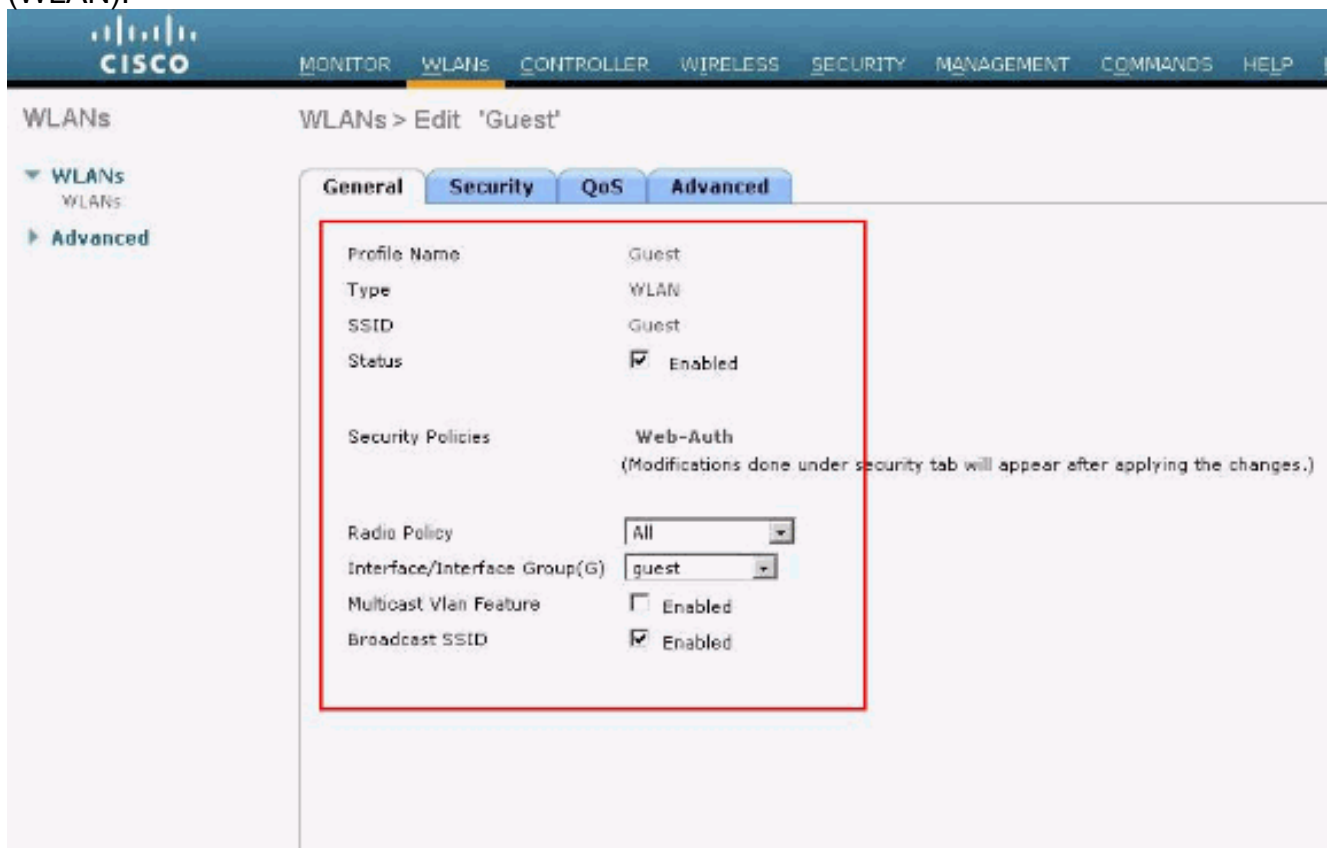 (WLAN).
CISCO
MONITOR WLANs CONTROLLER WIRELESS SECURITY MANAGEMENT COMMANDS HELP
WLANs
WLANs > Edit 'Guest'
WLANs
WLANs
Advanced
General Security QoS Advanced
Profile Name Guest
Type WLAN
SSID Guest
Status Enabled
Security Policies Web-Auth
(Modifications done under security tab will appear after applying the changes.)
Radio Policy All
Interface/Interface Group(G) guest
Multicast Vlan Feature Enabled
Broadcast SSID Enabled